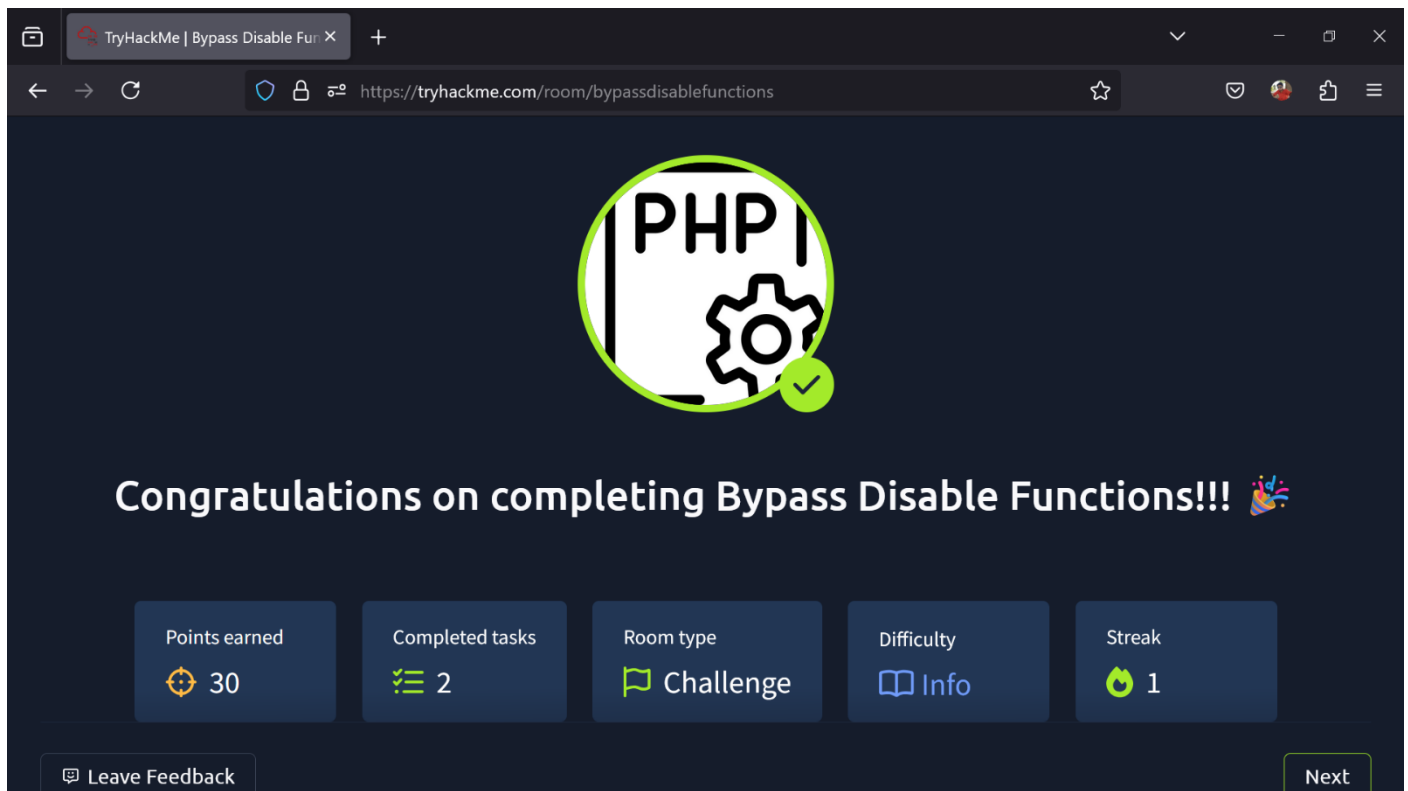 TryHackMe | Bypass Disable Fun
https://tryhackme.com/room/bypassdisablefunctions
PHP
Congratulations on completing Bypass Disable Functions!!! 🎉
Points earned
30
Completed tasks
2
Room type
Challenge
Difficulty
Info
Streak
1
Leave Feedback
Next